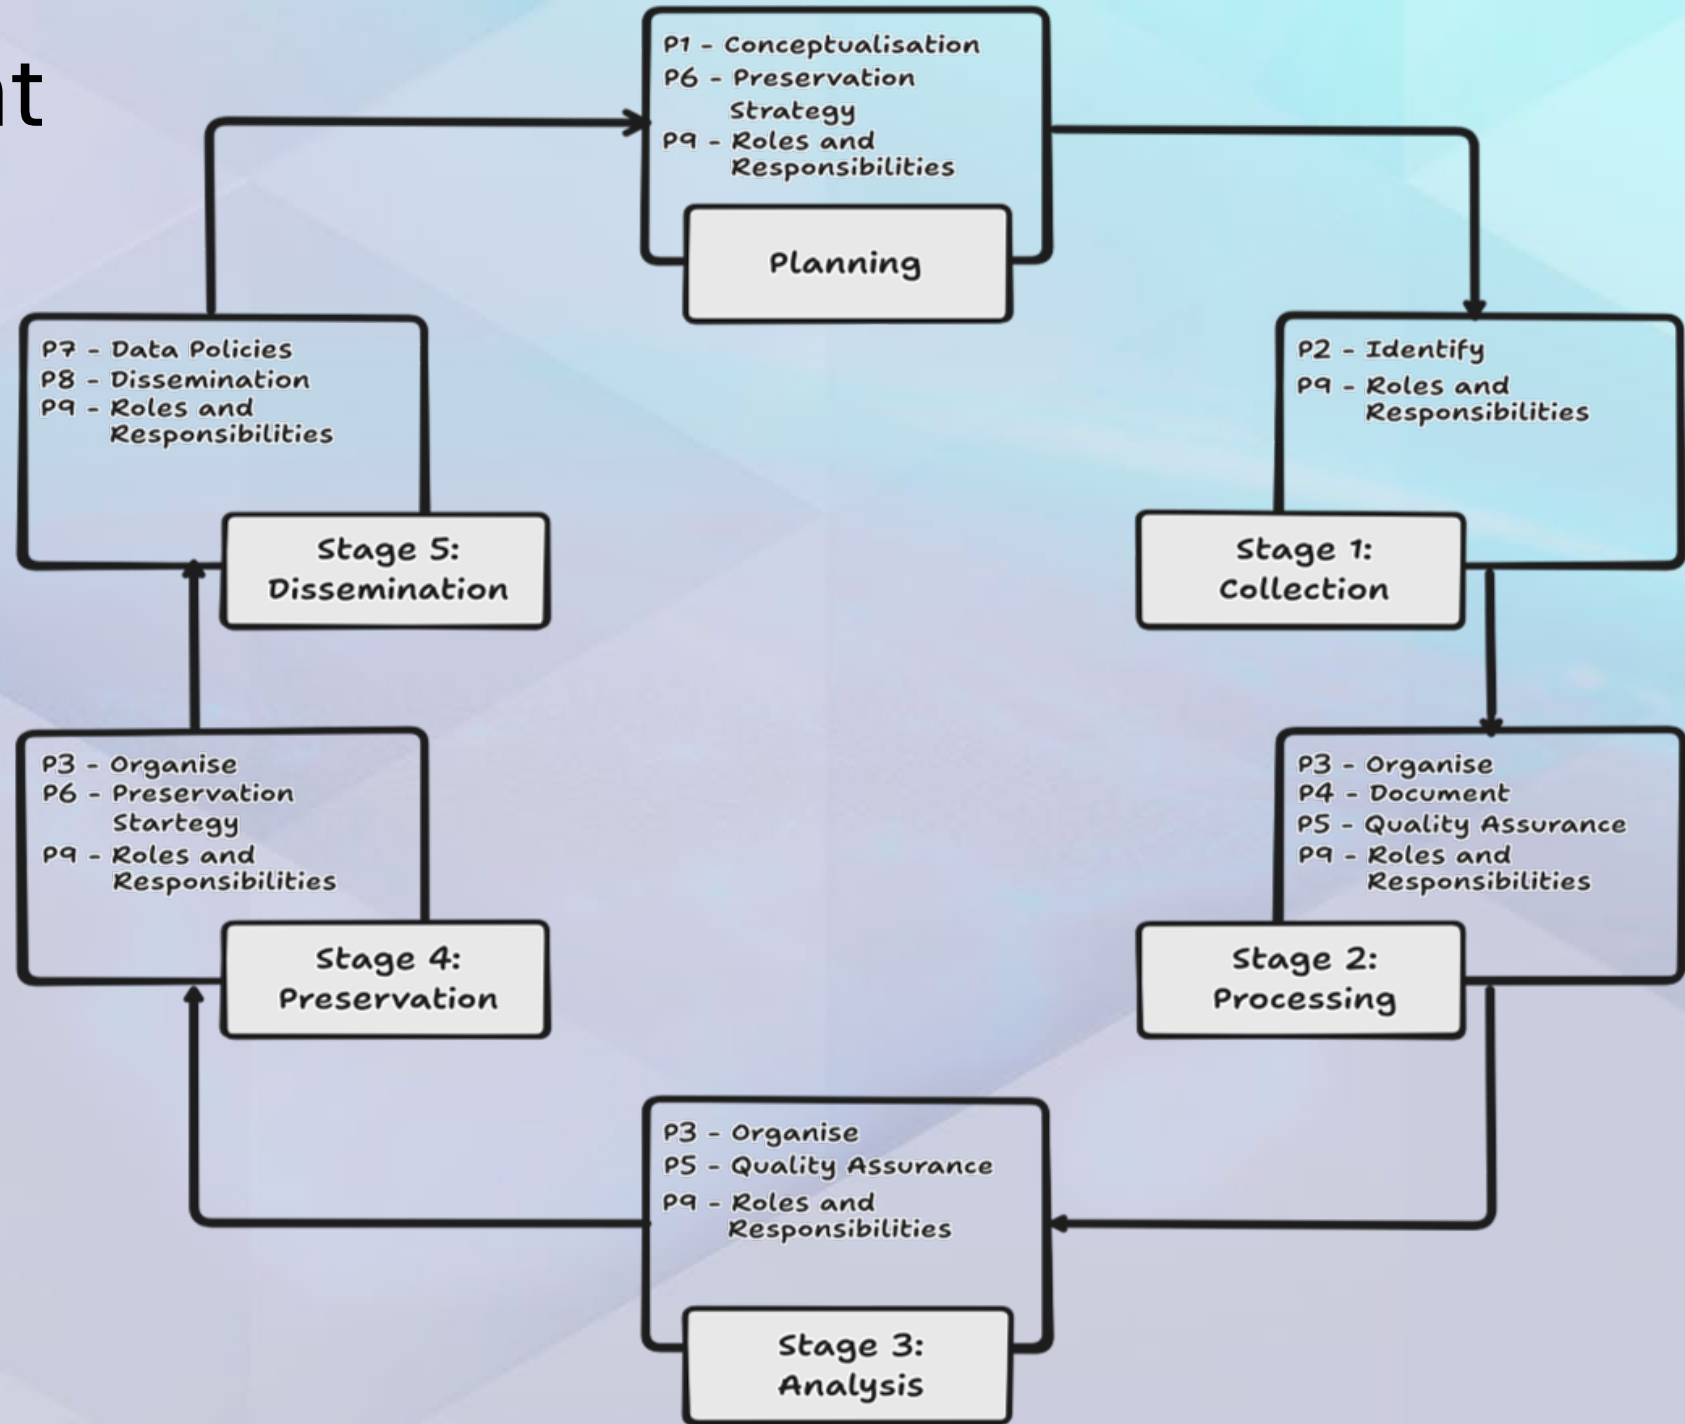 nt
P1 - Conceptualisation
P6 - Preservation
Strategy
P9 - Roles and
Responsibilities
Planning
P2 - Identify
P9 - Roles and
Responsibilities
Stage 1:
Collection
P3 - Organise
P4 - Document
P5 - Quality Assurance
P9 - Roles and
Responsibilities
Stage 2:
Processing
P3 - Organise
P5 - Quality Assurance
P9 - Roles and
Responsibilities
Stage 3:
Analysis
P3 - Organise
P6 - Preservation
Startegy
P9 - Roles and
Responsibilities
Stage 4:
Preservation
P7 - Data Policies
P8 - Dissemination
P9 - Roles and
Responsibilities
Stage 5:
Dissemination